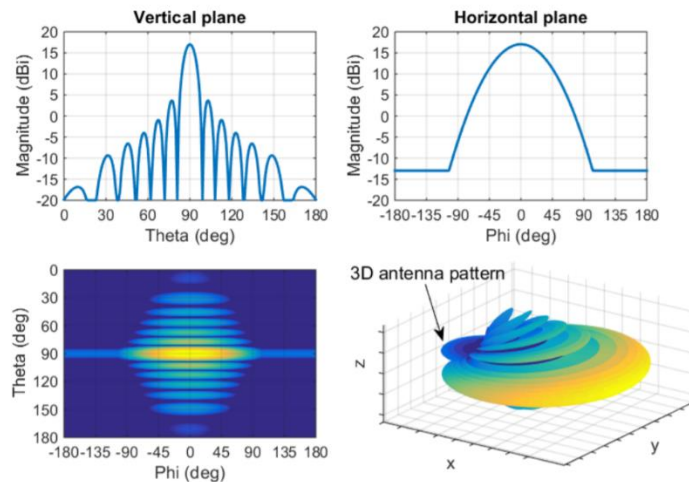 Vertical plane
20
15
10
5
0
-5
-10
-15
-20
Magnitude (dBi)
0 30 60 90 120 150 180
Theta (deg)
Horizontal plane
20
15
10
5
0
-5
-10
-15
-20
Magnitude (dBi)
-180 -135 -90 -45 0 45 90 135 180
Phi (deg)
0
30
60
90
120
150
180
Theta (deg)
-180 -135 -90 -45 0 45 90 135 180
Phi (deg)
3D antenna pattern
z
x
y